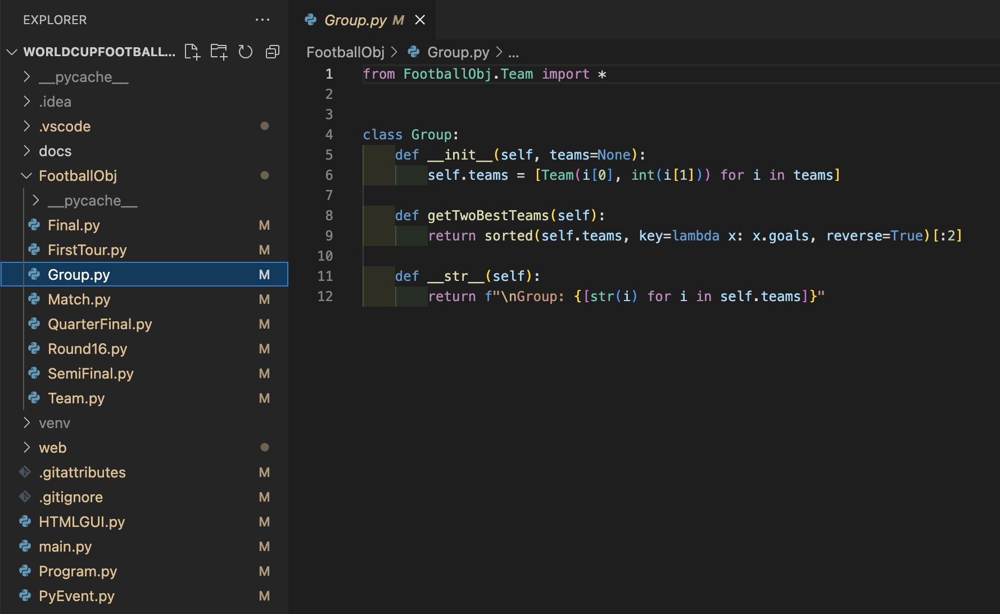 EXPLORER
WORLDCUPFOOTBALL...
__pycache__
.idea
.vscode
docs
FootballObj
__pycache__
Final.py M
FirstTour.py M
Group.py M
Match.py M
QuarterFinal.py M
Round16.py M
SemiFinal.py M
Team.py M
venv
web
.gitattributes M
.gitignore M
HTMLGUI.py M
main.py M
Program.py M
PyEvent.py M
Group.py M
FootballObj > Group.py > ...
1 from FootballObj.Team import *
2
3
4 class Group:
5     def __init__(self, teams=None):
6         self.teams = [Team(i[0], int(i[1])) for i in teams]
7
8     def getTwoBestTeams(self):
9         return sorted(self.teams, key=lambda x: x.goals, reverse=True)[:2]
10
11     def __str__(self):
12         return f"\nGroup: {[str(i) for i in self.teams]}"